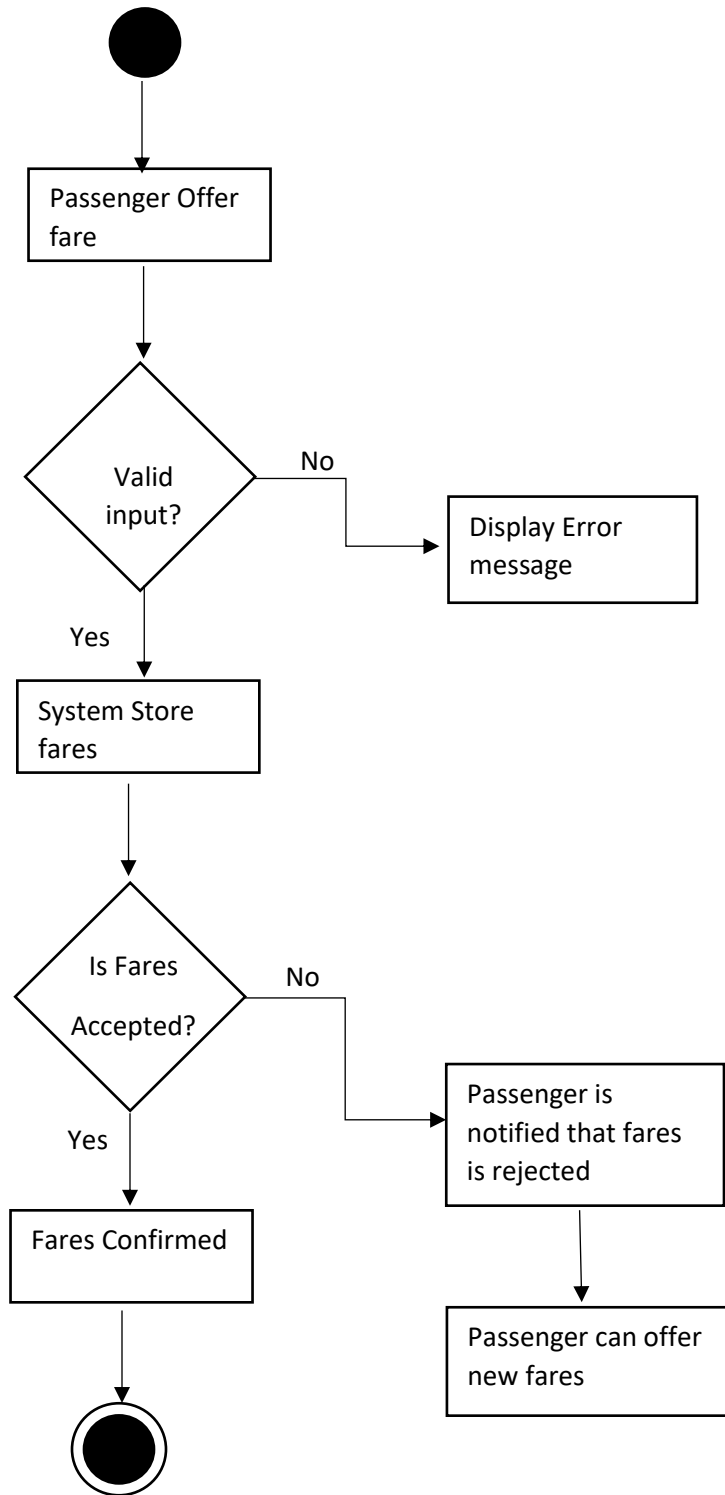 Passenger Offer
fare
Valid
input?
No
Display Error
message
Yes
System Store
fares
Is Fares
Accepted?
No
Passenger is
notified that fares
is rejected
Yes
Fares Confirmed
Passenger can offer
new fares